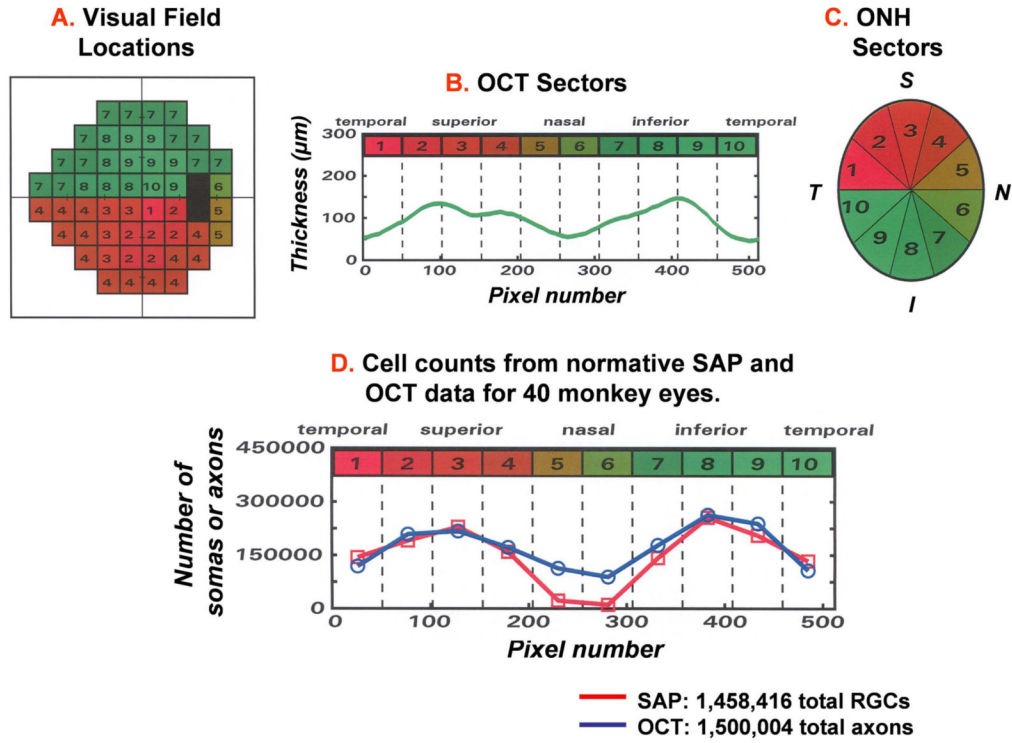 A. Visual Field
Locations
7 7 7 7
7 8 9 9 7 7
7 7 8 9 9 9 7 7
7 7 8 8 8 10 9 6
4 4 4 3 3 1 2 5
4 4 3 2 2 2 4 5
4 3 2 2 4 4
4 4 4 4
B. OCT Sectors
temporal superior nasal inferior temporal
300
1 2 3 4 5 6 7 8 9 10
200
100
0
Thickness (µm)
0 100 200 300 400 500
Pixel number
C. ONH
Sectors
S
3
2 4
1 5
T N
10 6
9 7
8
I
D. Cell counts from normative SAP and
OCT data for 40 monkey eyes.
temporal superior nasal inferior temporal
450000
1 2 3 4 5 6 7 8 9 10
300000
150000
0
Number of
somas or axons
0 100 200 300 400 500
Pixel number
SAP: 1,458,416 total RGCs
OCT: 1,500,004 total axons